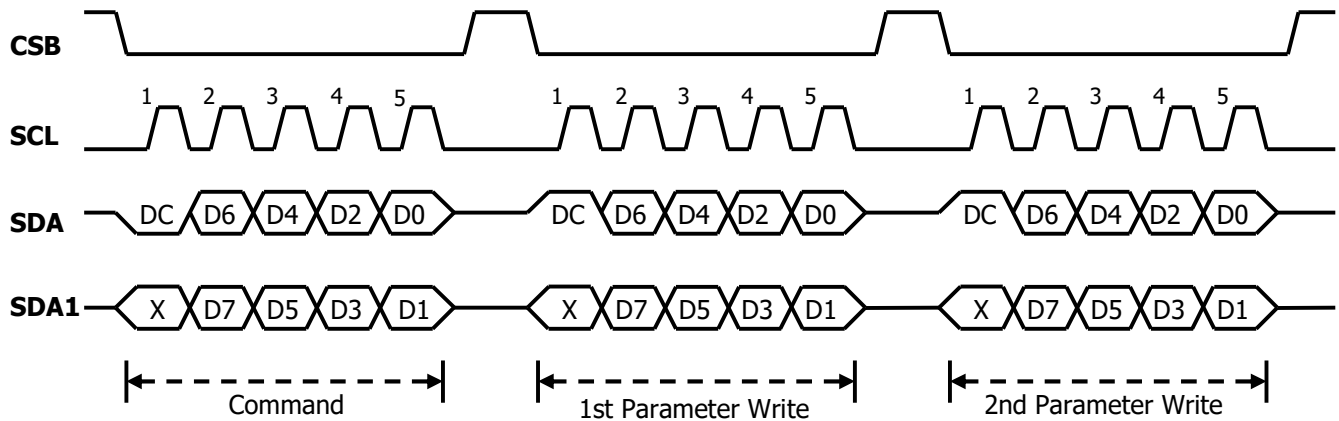 CSB
SCL 1 2 3 4 5 1 2 3 4 5 1 2 3 4 5
SDA DC D6 D4 D2 D0 DC D6 D4 D2 D0 DC D6 D4 D2 D0
SDA1 X D7 D5 D3 D1 X D7 D5 D3 D1 X D7 D5 D3 D1
Command 1st Parameter Write 2nd Parameter Write